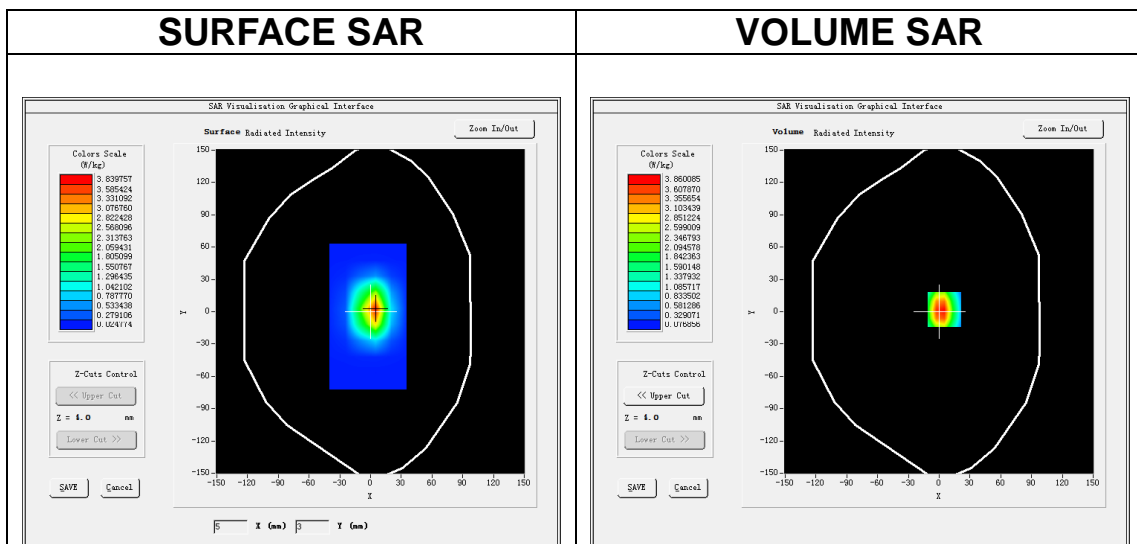 SURFACE SAR
VOLUME SAR
SAR Visualisation Graphical Interface
Surface Radiated Intensity
Zoom In/Out
Colors Scale
(W/kg)
3.839757
3.585424
3.331092
3.076760
2.822428
2.568096
2.313763
2.059431
1.805099
1.550767
1.296435
1.042102
0.787770
0.533438
0.279106
0.024774
150
120
90
60
30
0
-30
-60
-90
-120
-150
Y
-150 -120 -90 -60 -30 0 30 60 90 120 150
X
Z-Cuts Control
<< Upper Cut
Z = 4.0 mm
Lower Cut >>
SAVE
Cancel
5 X (mm) 3 Y (mm)
SAR Visualisation Graphical Interface
Volume Radiated Intensity
Zoom In/Out
Colors Scale
(W/kg)
3.860085
3.607870
3.355654
3.103439
2.851224
2.599009
2.346793
2.094578
1.842363
1.590148
1.337932
1.085717
0.833502
0.581286
0.329071
0.076856
150
120
90
60
30
0
-30
-60
-90
-120
-150
Y
-150 -120 -90 -60 -30 0 30 60 90 120 150
X
Z-Cuts Control
<< Upper Cut
Z = 4.0 mm
Lower Cut >>
SAVE
Cancel